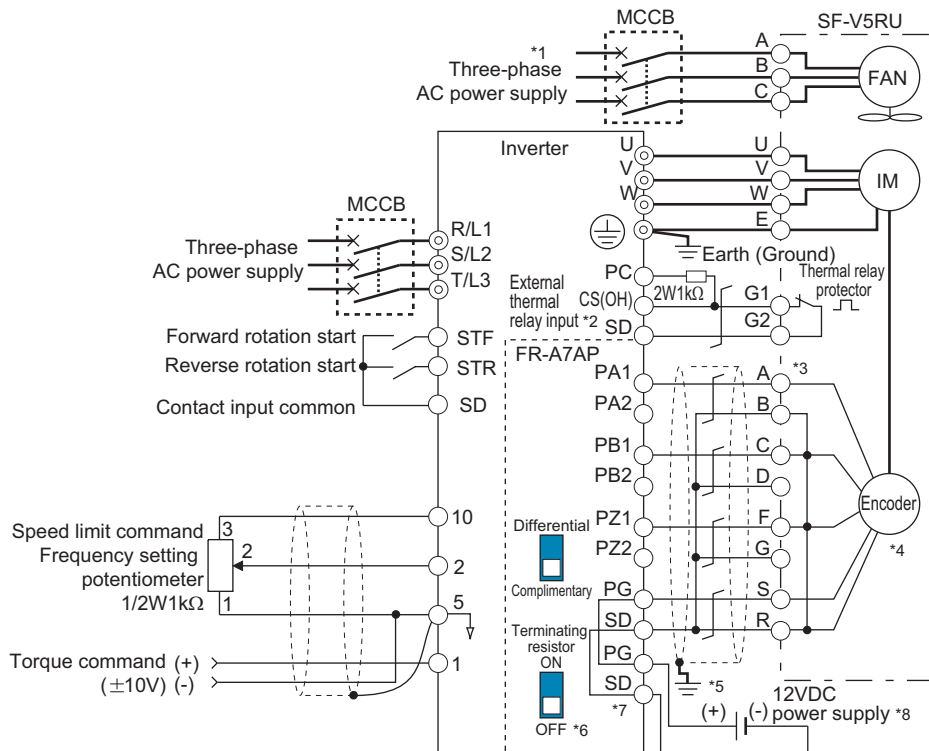 MCCB
SF-V5RU
*1
Three-phase
AC power supply
A
B
C
FAN
Inverter
U
V
W
U
V
W
E
IM
MCCB
Three-phase
AC power supply
R/L1
S/L2
T/L3
Earth (Ground)
External
thermal
relay input *2
PC
CS(OH)
SD
2W1kΩ
G1
G2
Thermal relay
protector
Forward rotation start
Reverse rotation start
Contact input common
STF
STR
SD
FR-A7AP
PA1
PA2
PB1
PB2
PZ1
PZ2
PG
SD
PG
SD
*7
A
B
C
D
F
G
S
R
*3
Encoder
*4
Differential
Complimentary
Terminating
resistor
ON
OFF *6
Speed limit command
Frequency setting
potentiometer
1/2W1kΩ
3
2
1
10
2
5
1
Torque command (+)
(±10V) (-)
*5
12VDC
(+) (-) power supply *8